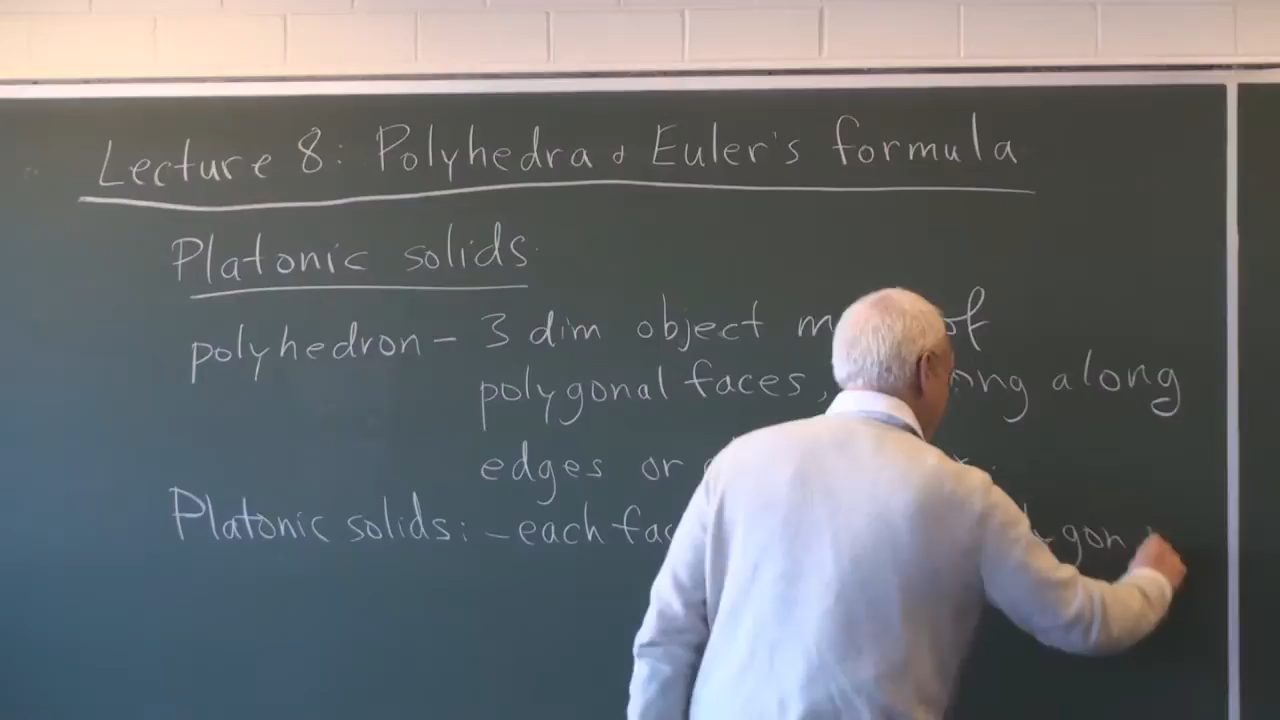 Lecture 8: Polyhedra & Euler's formula
Platonic solids
polyhedron - 3 dim object of
polygonal faces, along
edges or
Platonic solids: - each